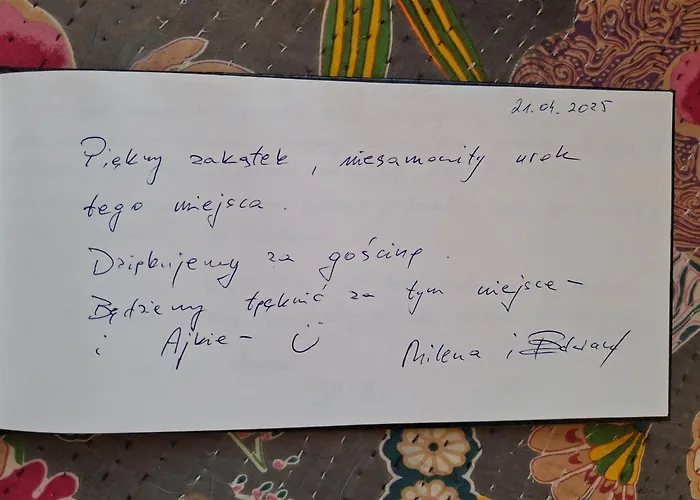 21.04.2025
Piękny zakątek, niesamowity urok
tego miejsca.
Dziękujemy za gościnę.
Będziemy tęsknić za tym miejsce-
i Ajkie- ☺ Milena i Edward